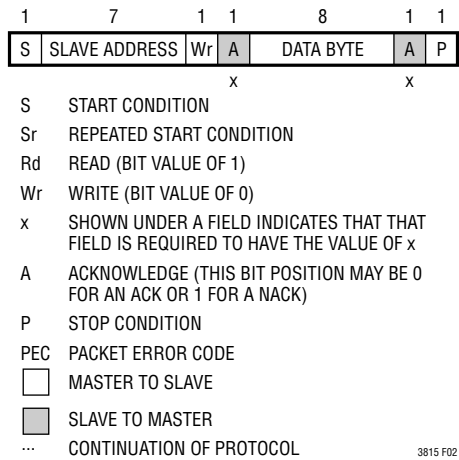 1 7 1 1 8 1 1
S SLAVE ADDRESS Wr A DATA BYTE A P
x x
S START CONDITION
Sr REPEATED START CONDITION
Rd READ (BIT VALUE OF 1)
Wr WRITE (BIT VALUE OF 0)
x SHOWN UNDER A FIELD INDICATES THAT THAT
FIELD IS REQUIRED TO HAVE THE VALUE OF x
A ACKNOWLEDGE (THIS BIT POSITION MAY BE 0
FOR AN ACK OR 1 FOR A NACK)
P STOP CONDITION
PEC PACKET ERROR CODE
MASTER TO SLAVE
SLAVE TO MASTER
... CONTINUATION OF PROTOCOL 3815 F02